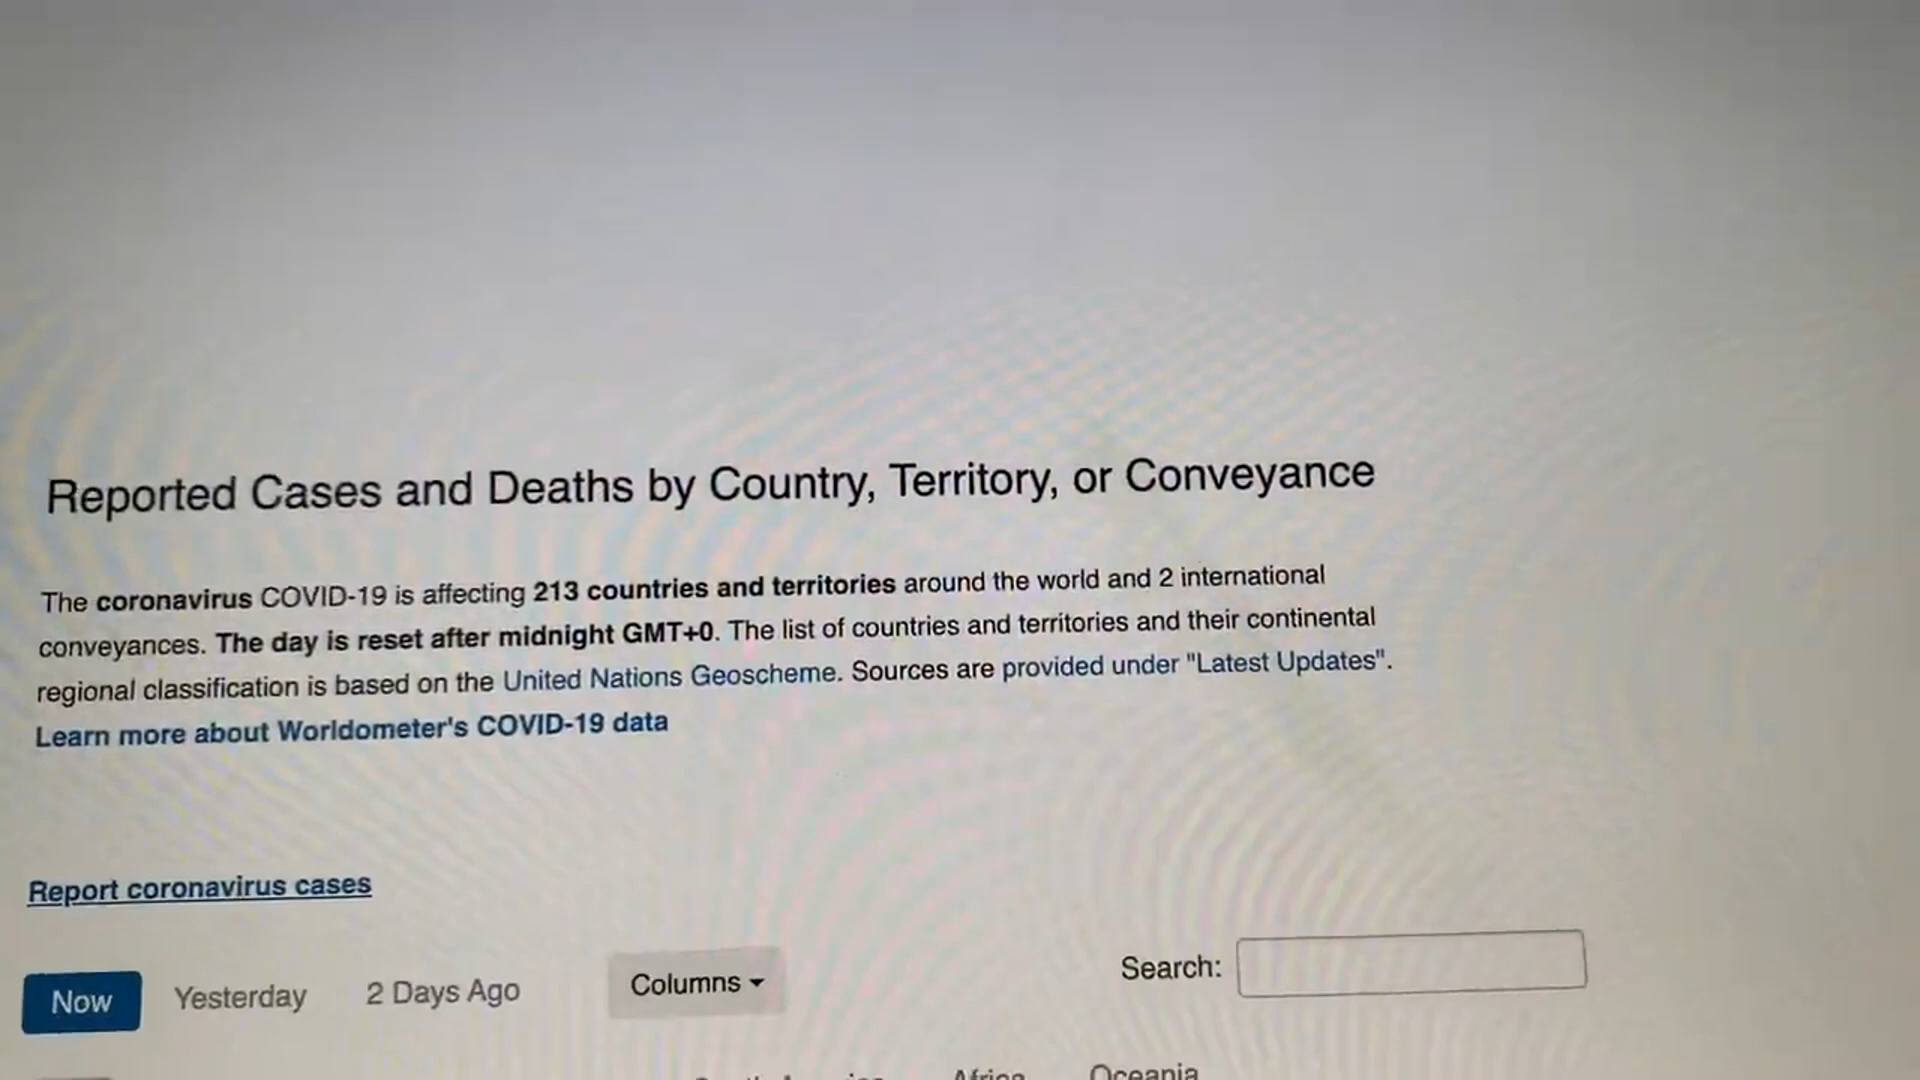 Reported Cases and Deaths by Country, Territory, or Conveyance
The coronavirus COVID-19 is affecting 213 countries and territories around the world and 2 international
conveyances. The day is reset after midnight GMT+0. The list of countries and territories and their continental
regional classification is based on the United Nations Geoscheme. Sources are provided under "Latest Updates".
Learn more about Worldometer's COVID-19 data
Report coronavirus cases
Now Yesterday 2 Days Ago Columns Search:
Africa Oceania